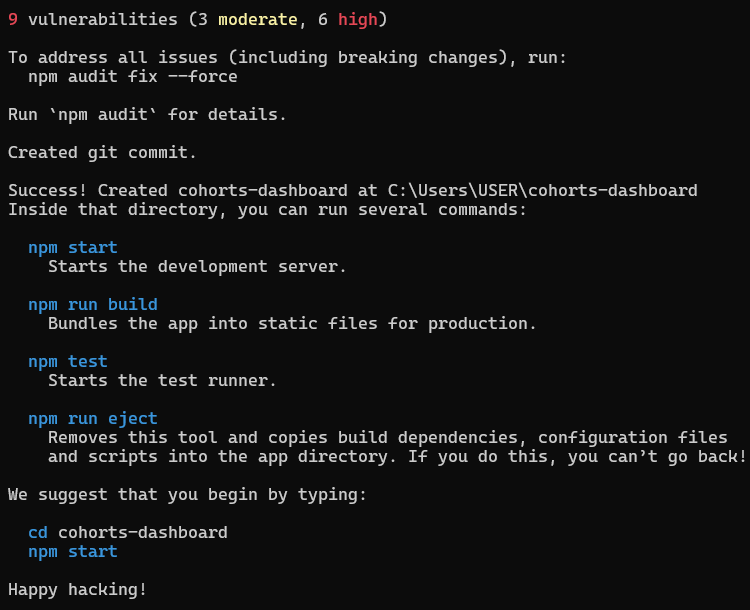 9 vulnerabilities (3 moderate, 6 high)
To address all issues (including breaking changes), run:
npm audit fix --force
Run `npm audit` for details.
Created git commit.
Success! Created cohorts-dashboard at C:\Users\USER\cohorts-dashboard
Inside that directory, you can run several commands:
npm start
Starts the development server.
npm run build
Bundles the app into static files for production.
npm test
Starts the test runner.
npm run eject
Removes this tool and copies build dependencies, configuration files
and scripts into the app directory. If you do this, you can’t go back!
We suggest that you begin by typing:
cd cohorts-dashboard
npm start
Happy hacking!